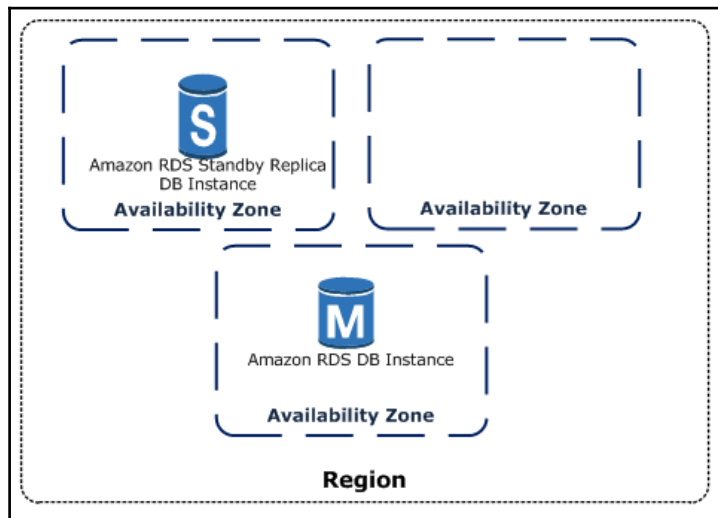 S
Amazon RDS Standby Replica
DB Instance
Availability Zone
Availability Zone
M
Amazon RDS DB Instance
Availability Zone
Region